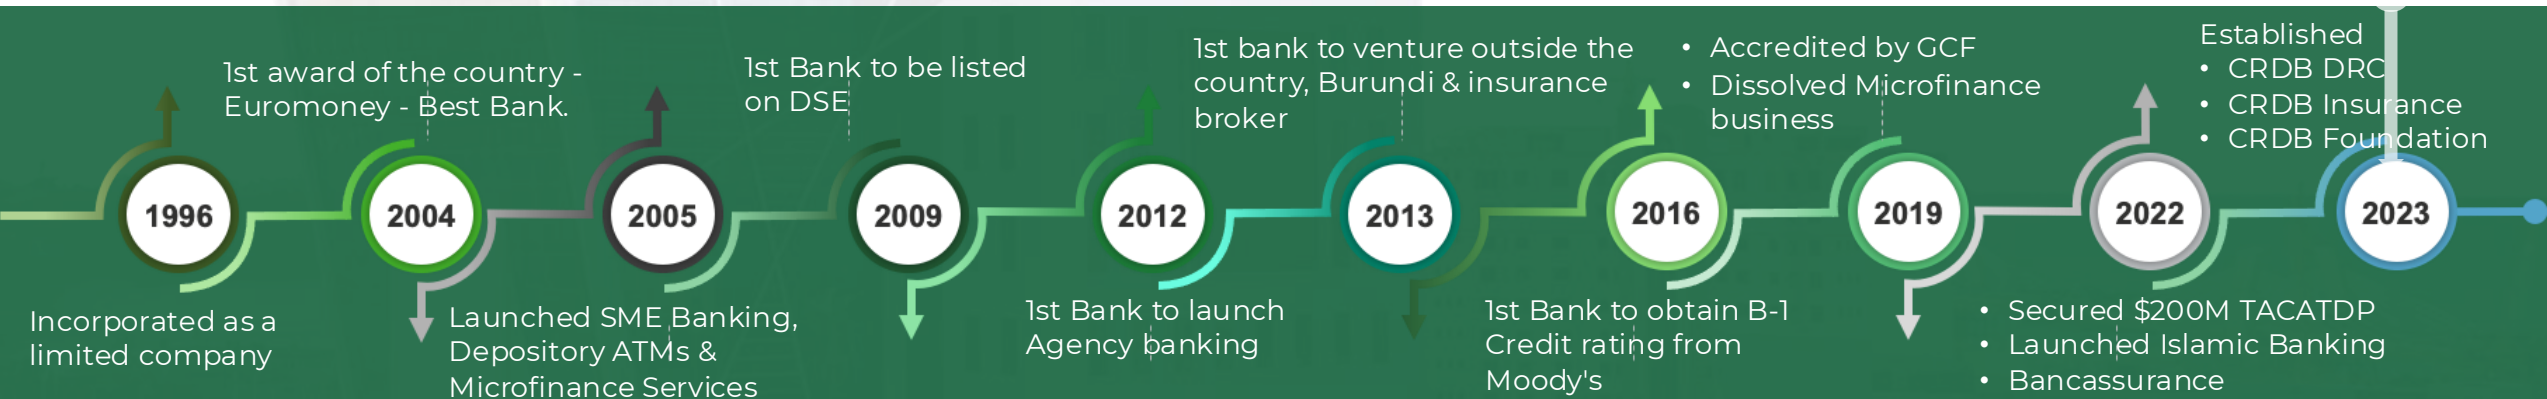 1996
Incorporated as a
limited company
1st award of the country -
Euromoney - Best Bank.
2004
2005
Launched SME Banking,
Depository ATMs &
Microfinance Services
1st Bank to be listed
on DSE
2009
2012
1st Bank to launch
Agency banking
1st bank to venture outside the
country, Burundi & insurance
broker
2013
2016
1st Bank to obtain B-1
Credit rating from
Moody's
• Accredited by GCF
• Dissolved Microfinance
business
2019
2022
• Secured $200M TACATDP
• Launched Islamic Banking
• Bancassurance
Established
• CRDB DRC
• CRDB Insurance
• CRDB Foundation
2023